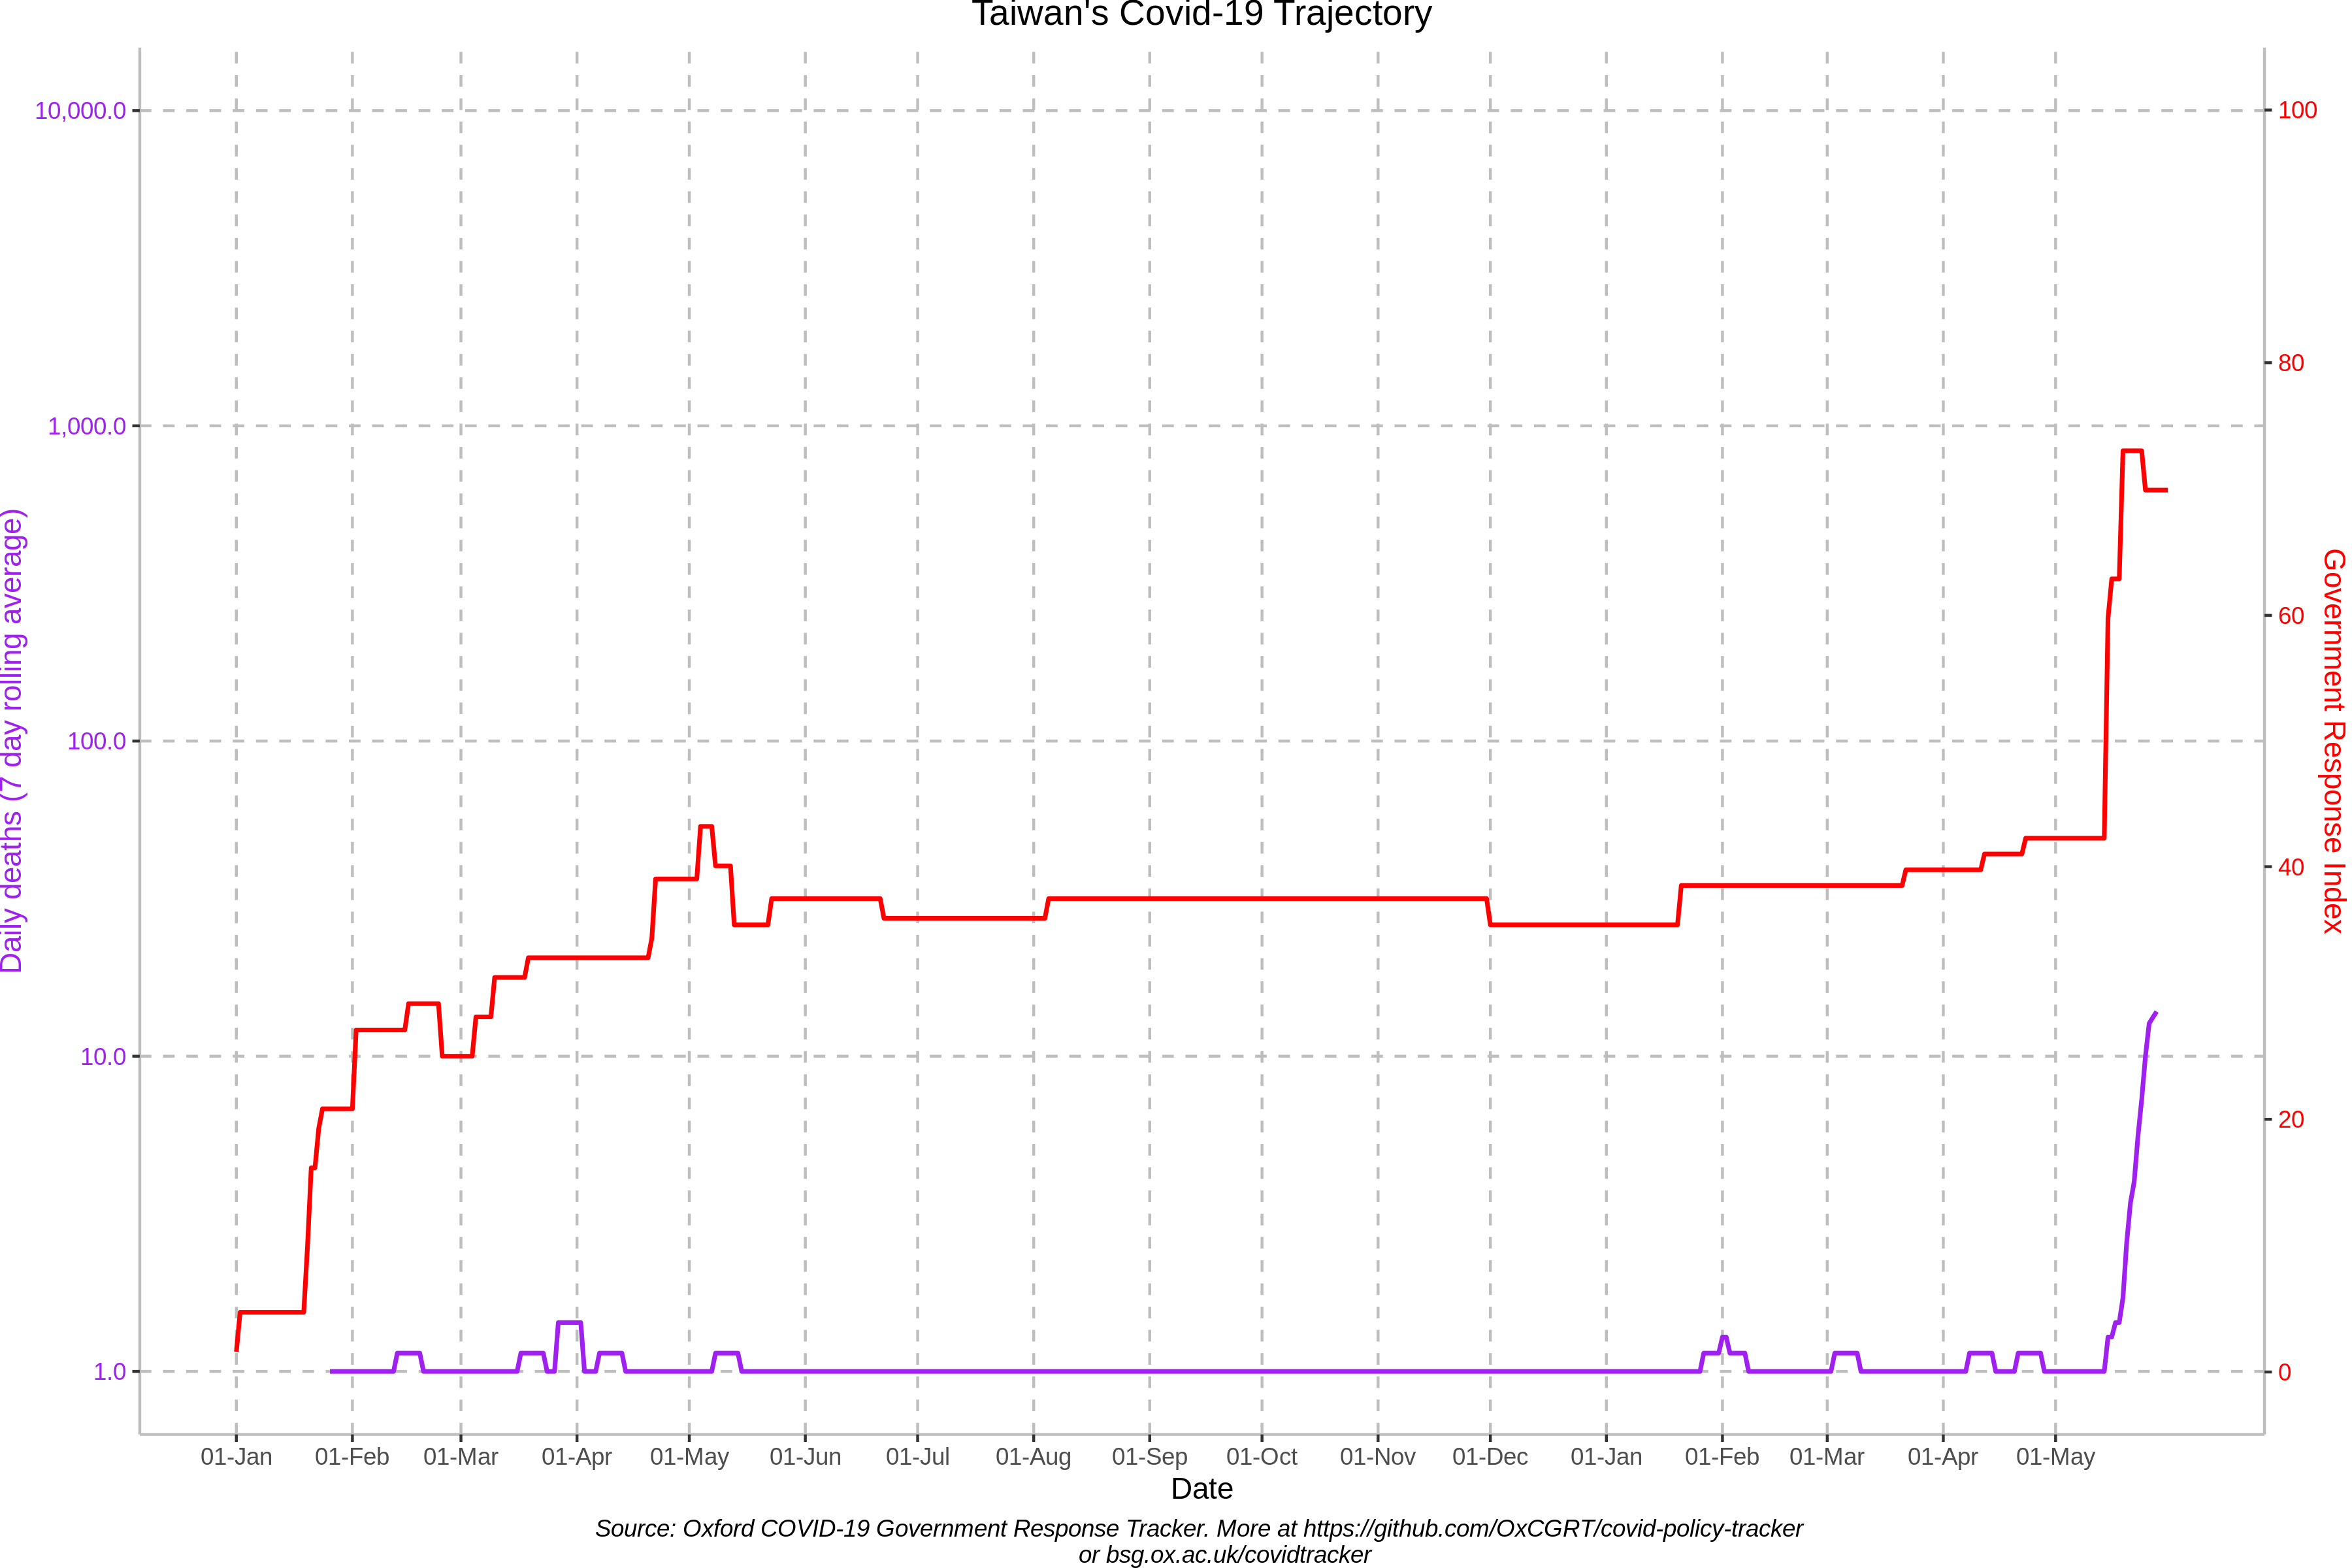 Taiwan's Covid-19 Trajectory
10,000.0
1,000.0
100.0
10.0
1.0
Daily deaths (7 day rolling average)
100
80
60
40
20
0
Government Response Index
01-Jan 01-Feb 01-Mar 01-Apr 01-May 01-Jun 01-Jul 01-Aug 01-Sep 01-Oct 01-Nov 01-Dec 01-Jan 01-Feb 01-Mar 01-Apr 01-May
Date
Source: Oxford COVID-19 Government Response Tracker. More at https://github.com/OxCGRT/covid-policy-tracker
or bsg.ox.ac.uk/covidtracker